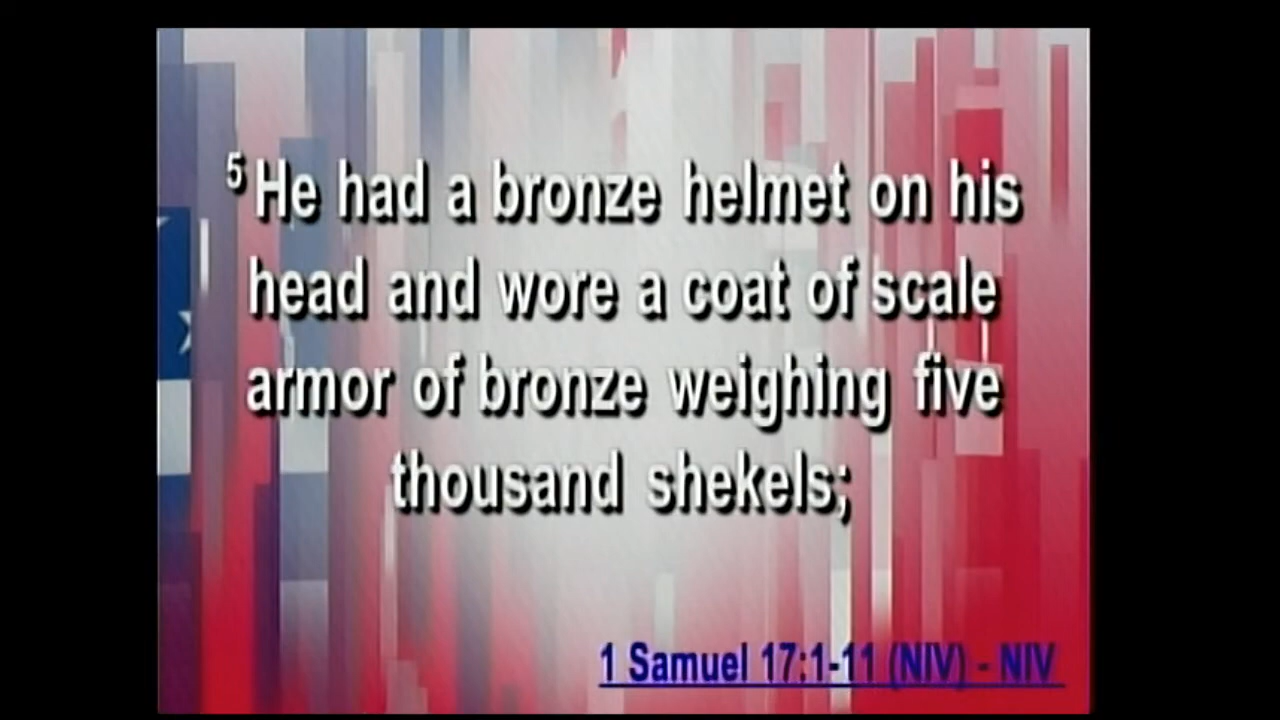 5 He had a bronze helmet on his
head and wore a coat of scale
armor of bronze weighing five
thousand shekels;
1 Samuel 17:1-11 (NIV) - NIV